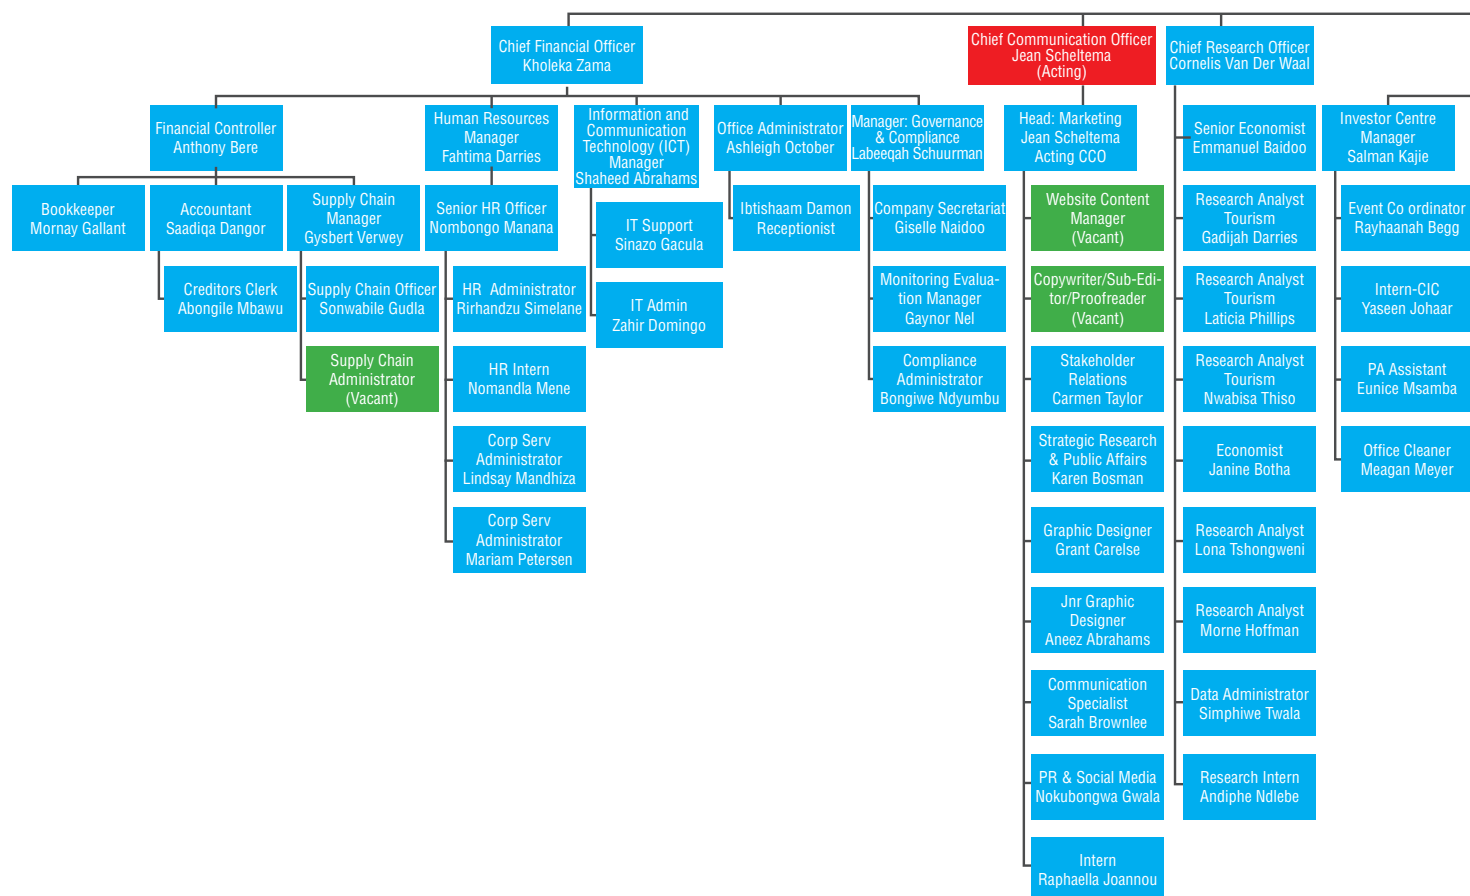 Chief Financial Officer
Kholeka Zama
Chief Communication Officer
Jean Scheltema
(Acting)
Chief Research Officer
Cornelis Van Der Waal
Financial Controller
Anthony Bere
Human Resources
Manager
Fahtima Darries
Information and
Communication
Technology (ICT)
Manager
Shaheed Abrahams
Office Administrator
Ashleigh October
Manager: Governance
& Compliance
Labeeqah Schuurman
Head: Marketing
Jean Scheltema
Acting CCO
Senior Economist
Emmanuel Baidoo
Investor Centre
Manager
Salman Kajie
Bookkeeper
Mornay Gallant
Accountant
Saadiqa Dangor
Supply Chain
Manager
Gysbert Verwey
Senior HR Officer
Nombongo Manana
IT Support
Sinazo Gacula
Ibtishaam Damon
Receptionist
Company Secretariat
Giselle Naidoo
Website Content
Manager
(Vacant)
Research Analyst
Tourism
Gadijah Darries
Event Co ordinator
Rayhaanah Begg
Creditors Clerk
Abongile Mbawu
Supply Chain Officer
Sonwabile Gudla
HR  Administrator
Rirhandzu Simelane
IT Admin
Zahir Domingo
Monitoring Evalua-
tion Manager
Gaynor Nel
Copywriter/Sub-Edi-
tor/Proofreader
(Vacant)
Research Analyst
Tourism
Laticia Phillips
Intern-CIC
Yaseen Johaar
Supply Chain
Administrator
(Vacant)
HR Intern
Nomandla Mene
Compliance
Administrator
Bongiwe Ndyumbu
Stakeholder
Relations
Carmen Taylor
Research Analyst
Tourism
Nwabisa Thiso
PA Assistant
Eunice Msamba
Corp Serv
Administrator
Lindsay Mandhiza
Strategic Research
& Public Affairs
Karen Bosman
Economist
Janine Botha
Office Cleaner
Meagan Meyer
Corp Serv
Administrator
Mariam Petersen
Graphic Designer
Grant Carelse
Research Analyst
Lona Tshongweni
Jnr Graphic
Designer
Aneez Abrahams
Research Analyst
Morne Hoffman
Communication
Specialist
Sarah Brownlee
Data Administrator
Simphiwe Twala
PR & Social Media
Nokubongwa Gwala
Research Intern
Andiphe Ndlebe
Intern
Raphaella Joannou